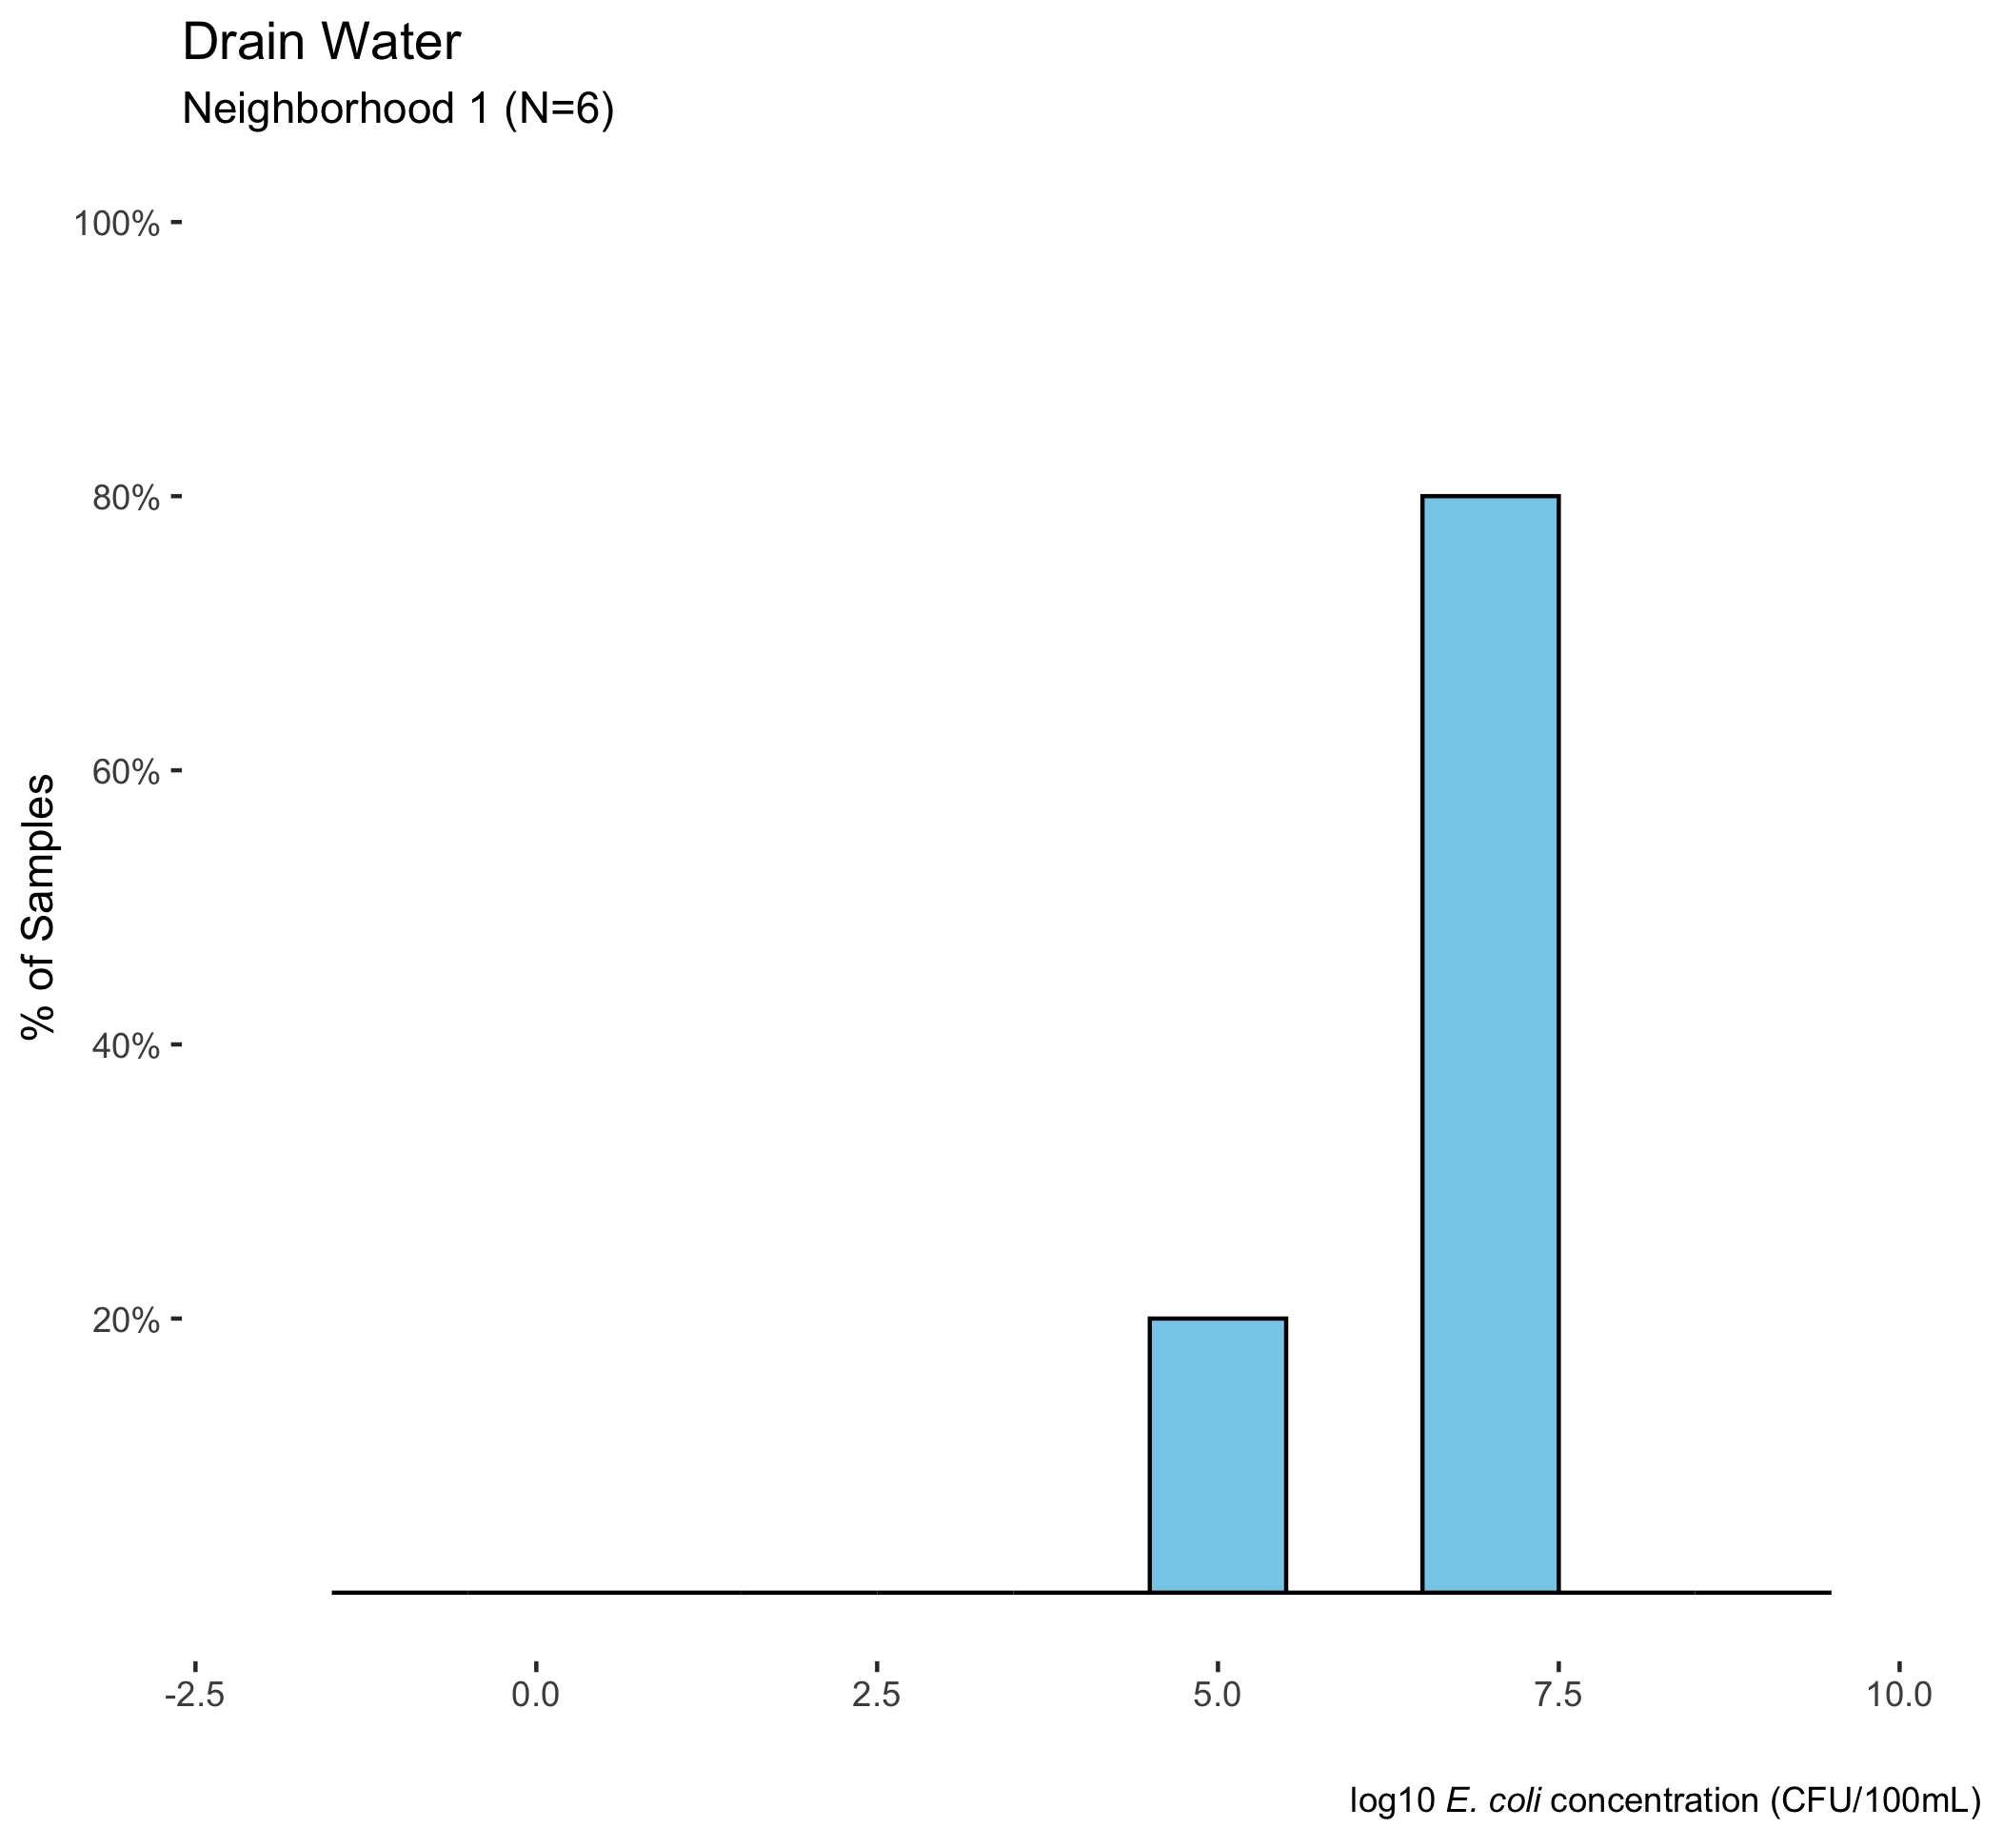 Drain Water
Neighborhood 1 (N=6)
100%
80%
60%
40%
20%
% of Samples
-2.5 0.0 2.5 5.0 7.5 10.0
log10 E. coli concentration (CFU/100mL)